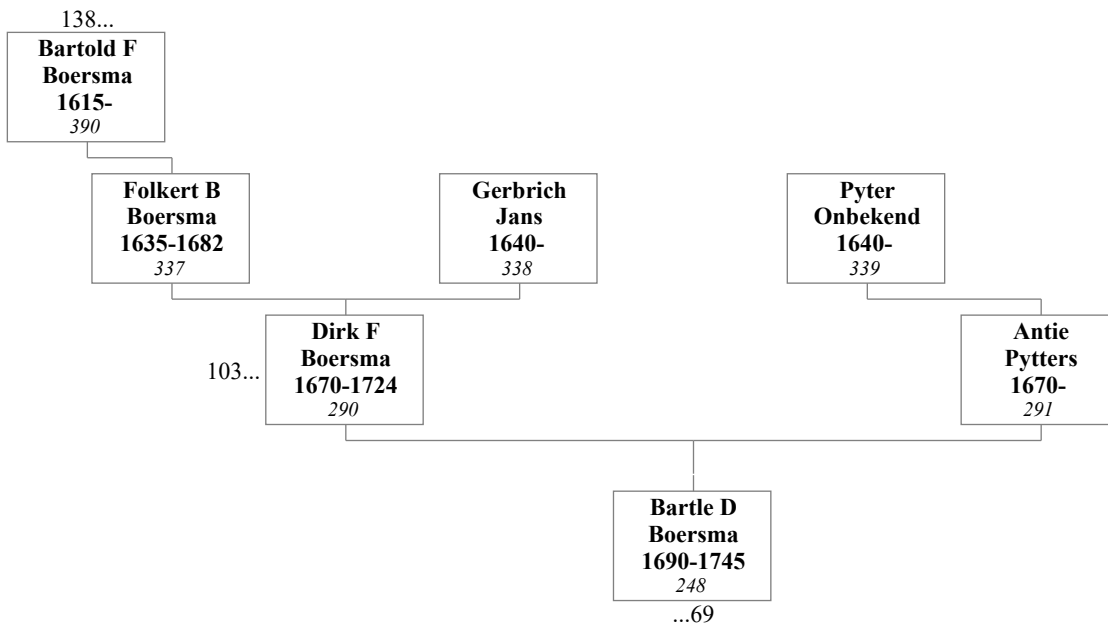 138...
Bartold F
Boersma
1615-
390
Folkert B
Boersma
1635-1682
337
Gerbrich
Jans
1640-
338
Pyter
Onbekend
1640-
339
103...
Dirk F
Boersma
1670-1724
290
Antie
Pytters
1670-
291
Bartle D
Boersma
1690-1745
248
...69